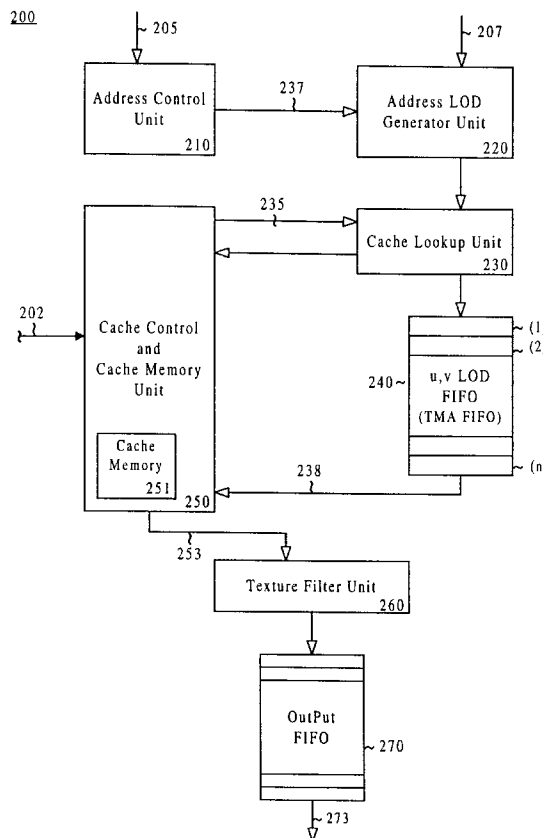 200
205
207
Address Control
Unit
210
237
Address LOD
Generator Unit
220
235
Cache Lookup Unit
230
202
Cache Control
and
Cache Memory
Unit
Cache
Memory
251
250
(1
(2
240
u,v LOD
FIFO
(TMA FIFO)
(n
238
253
Texture Filter Unit
260
OutPut
FIFO
270
273